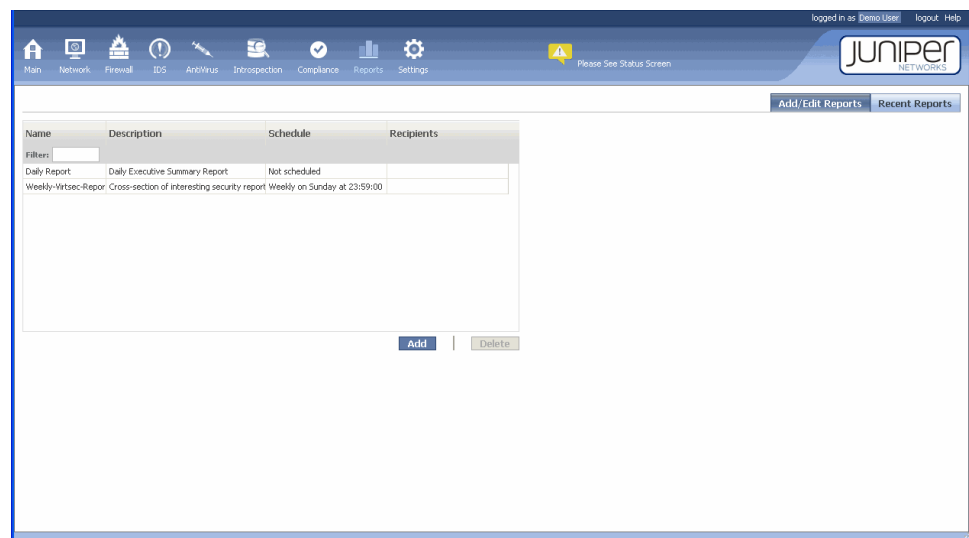 logged in as Demo User logout Help
Main Network Firewall IDS AntiVirus Introspection Compliance Reports Settings
Please See Status Screen
JUNIPER
NETWORKS
Add/Edit Reports Recent Reports
Name Description Schedule Recipients
Filter:
Daily Report Daily Executive Summary Report Not scheduled
Weekly-Virtsec-Repor Cross-section of interesting security report Weekly on Sunday at 23:59:00
Add | Delete